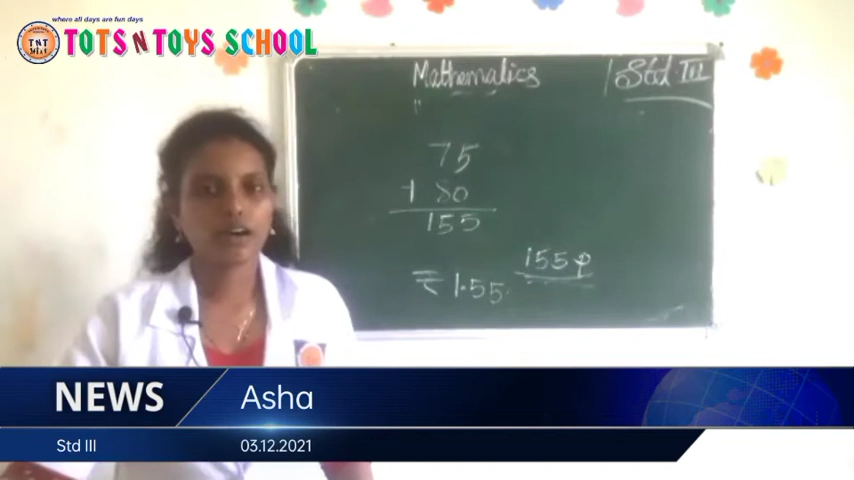 where all days are fun days
TNT
TOTS N TOYS SCHOOL
Mathematics
Std III
75
+ 80
155
155 p
₹ 1.55
NEWS
Asha
Std III
03.12.2021